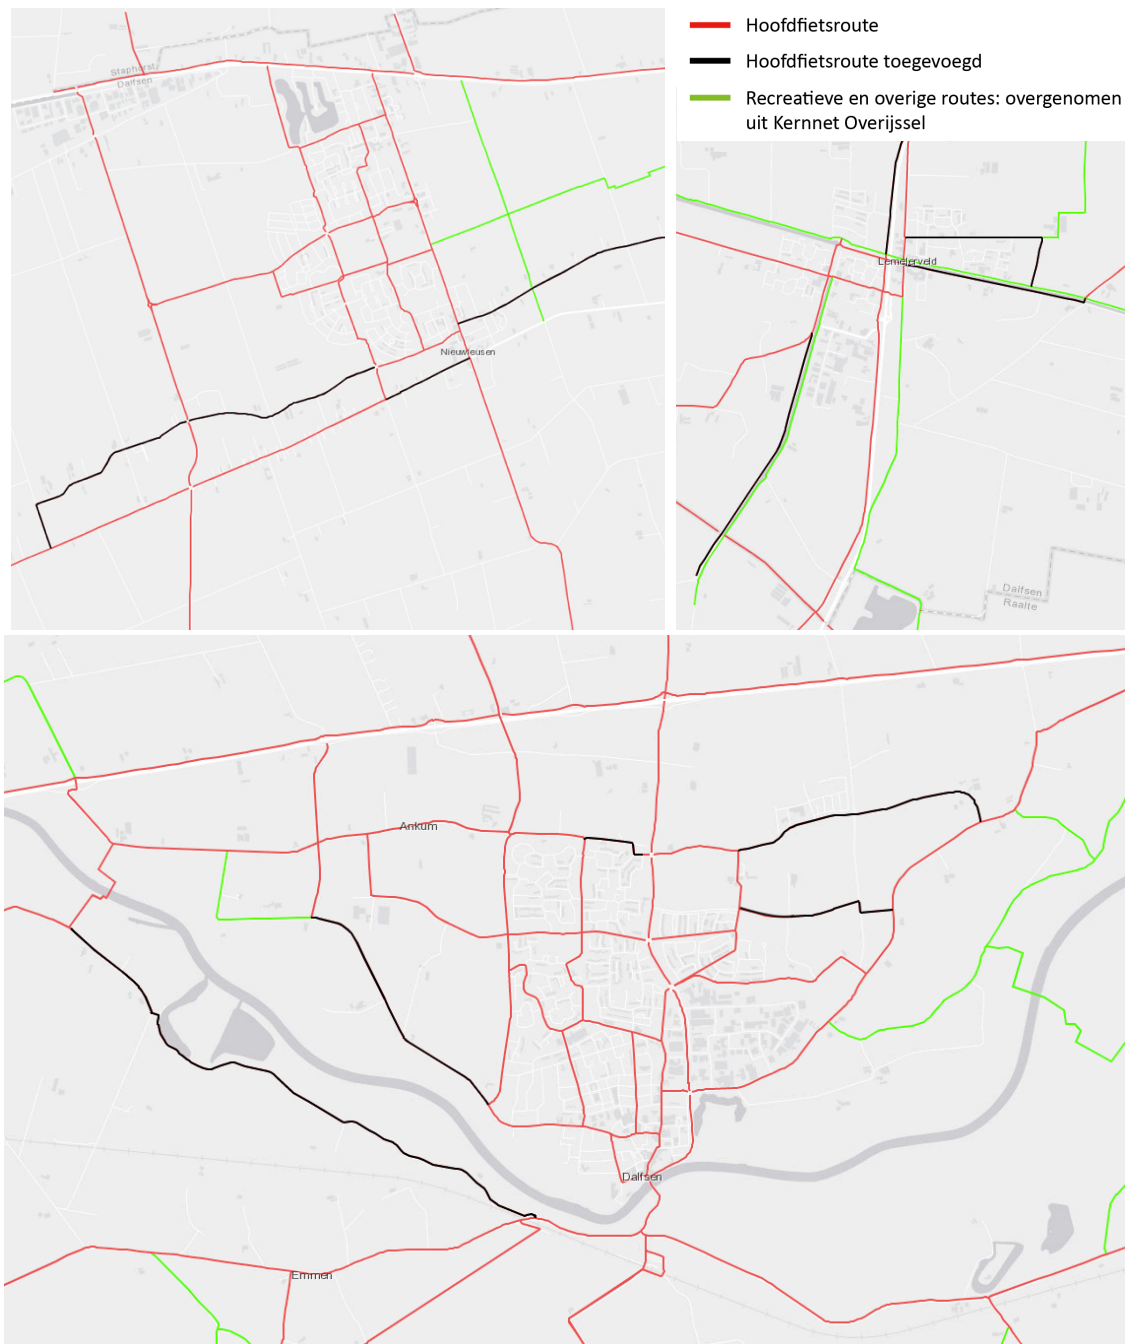 Hoofdfietsroute
Hoofdfietsroute toegevoegd
Recreatieve en overige routes: overgenomen
uit Kernnet Overijssel
Staphorst
Dalfsen
Nieuwleusen
Lemelerveld
Dalfsen
Raalte
Ankum
Dalfsen
Emmen